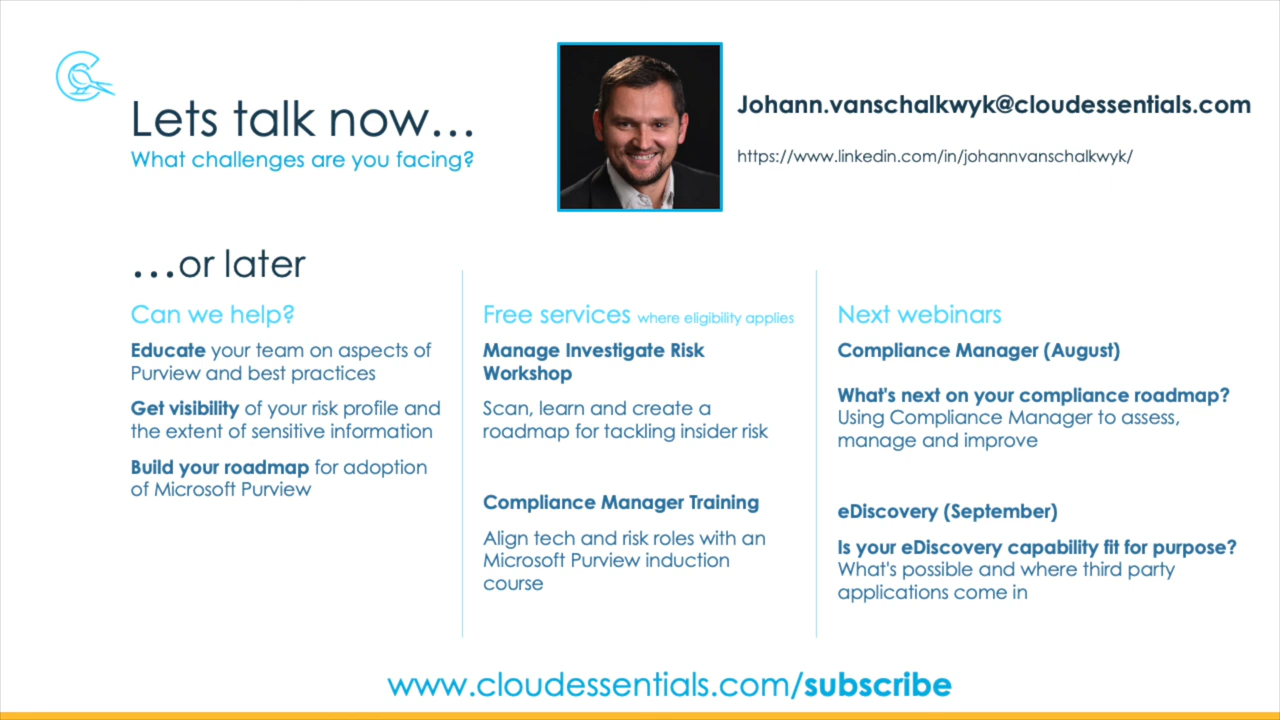 Lets talk now...
What challenges are you facing?
Johann.vanschalkwyk@cloudessentials.com
https://www.linkedin.com/in/johannvanschalkwyk/
...or later
Can we help?
Educate your team on aspects of
Purview and best practices
Get visibility of your risk profile and
the extent of sensitive information
Build your roadmap for adoption
of Microsoft Purview
Free services where eligibility applies
Manage Investigate Risk
Workshop
Scan, learn and create a
roadmap for tackling insider risk
Compliance Manager Training
Align tech and risk roles with an
Microsoft Purview induction
course
Next webinars
Compliance Manager (August)
What's next on your compliance roadmap?
Using Compliance Manager to assess,
manage and improve
eDiscovery (September)
Is your eDiscovery capability fit for purpose?
What's possible and where third party
applications come in
www.cloudessentials.com/subscribe